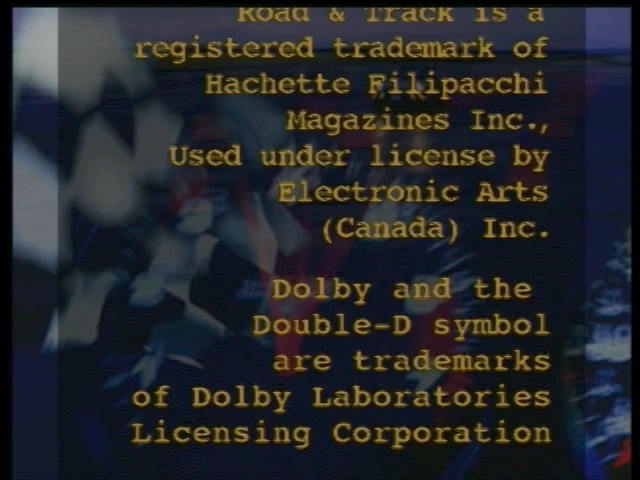 Road & Track is a
registered trademark of
Hachette Filipacchi
Magazines Inc.,
Used under license by
Electronic Arts
(Canada) Inc.
Dolby and the
Double-D symbol
are trademarks
of Dolby Laboratories
Licensing Corporation